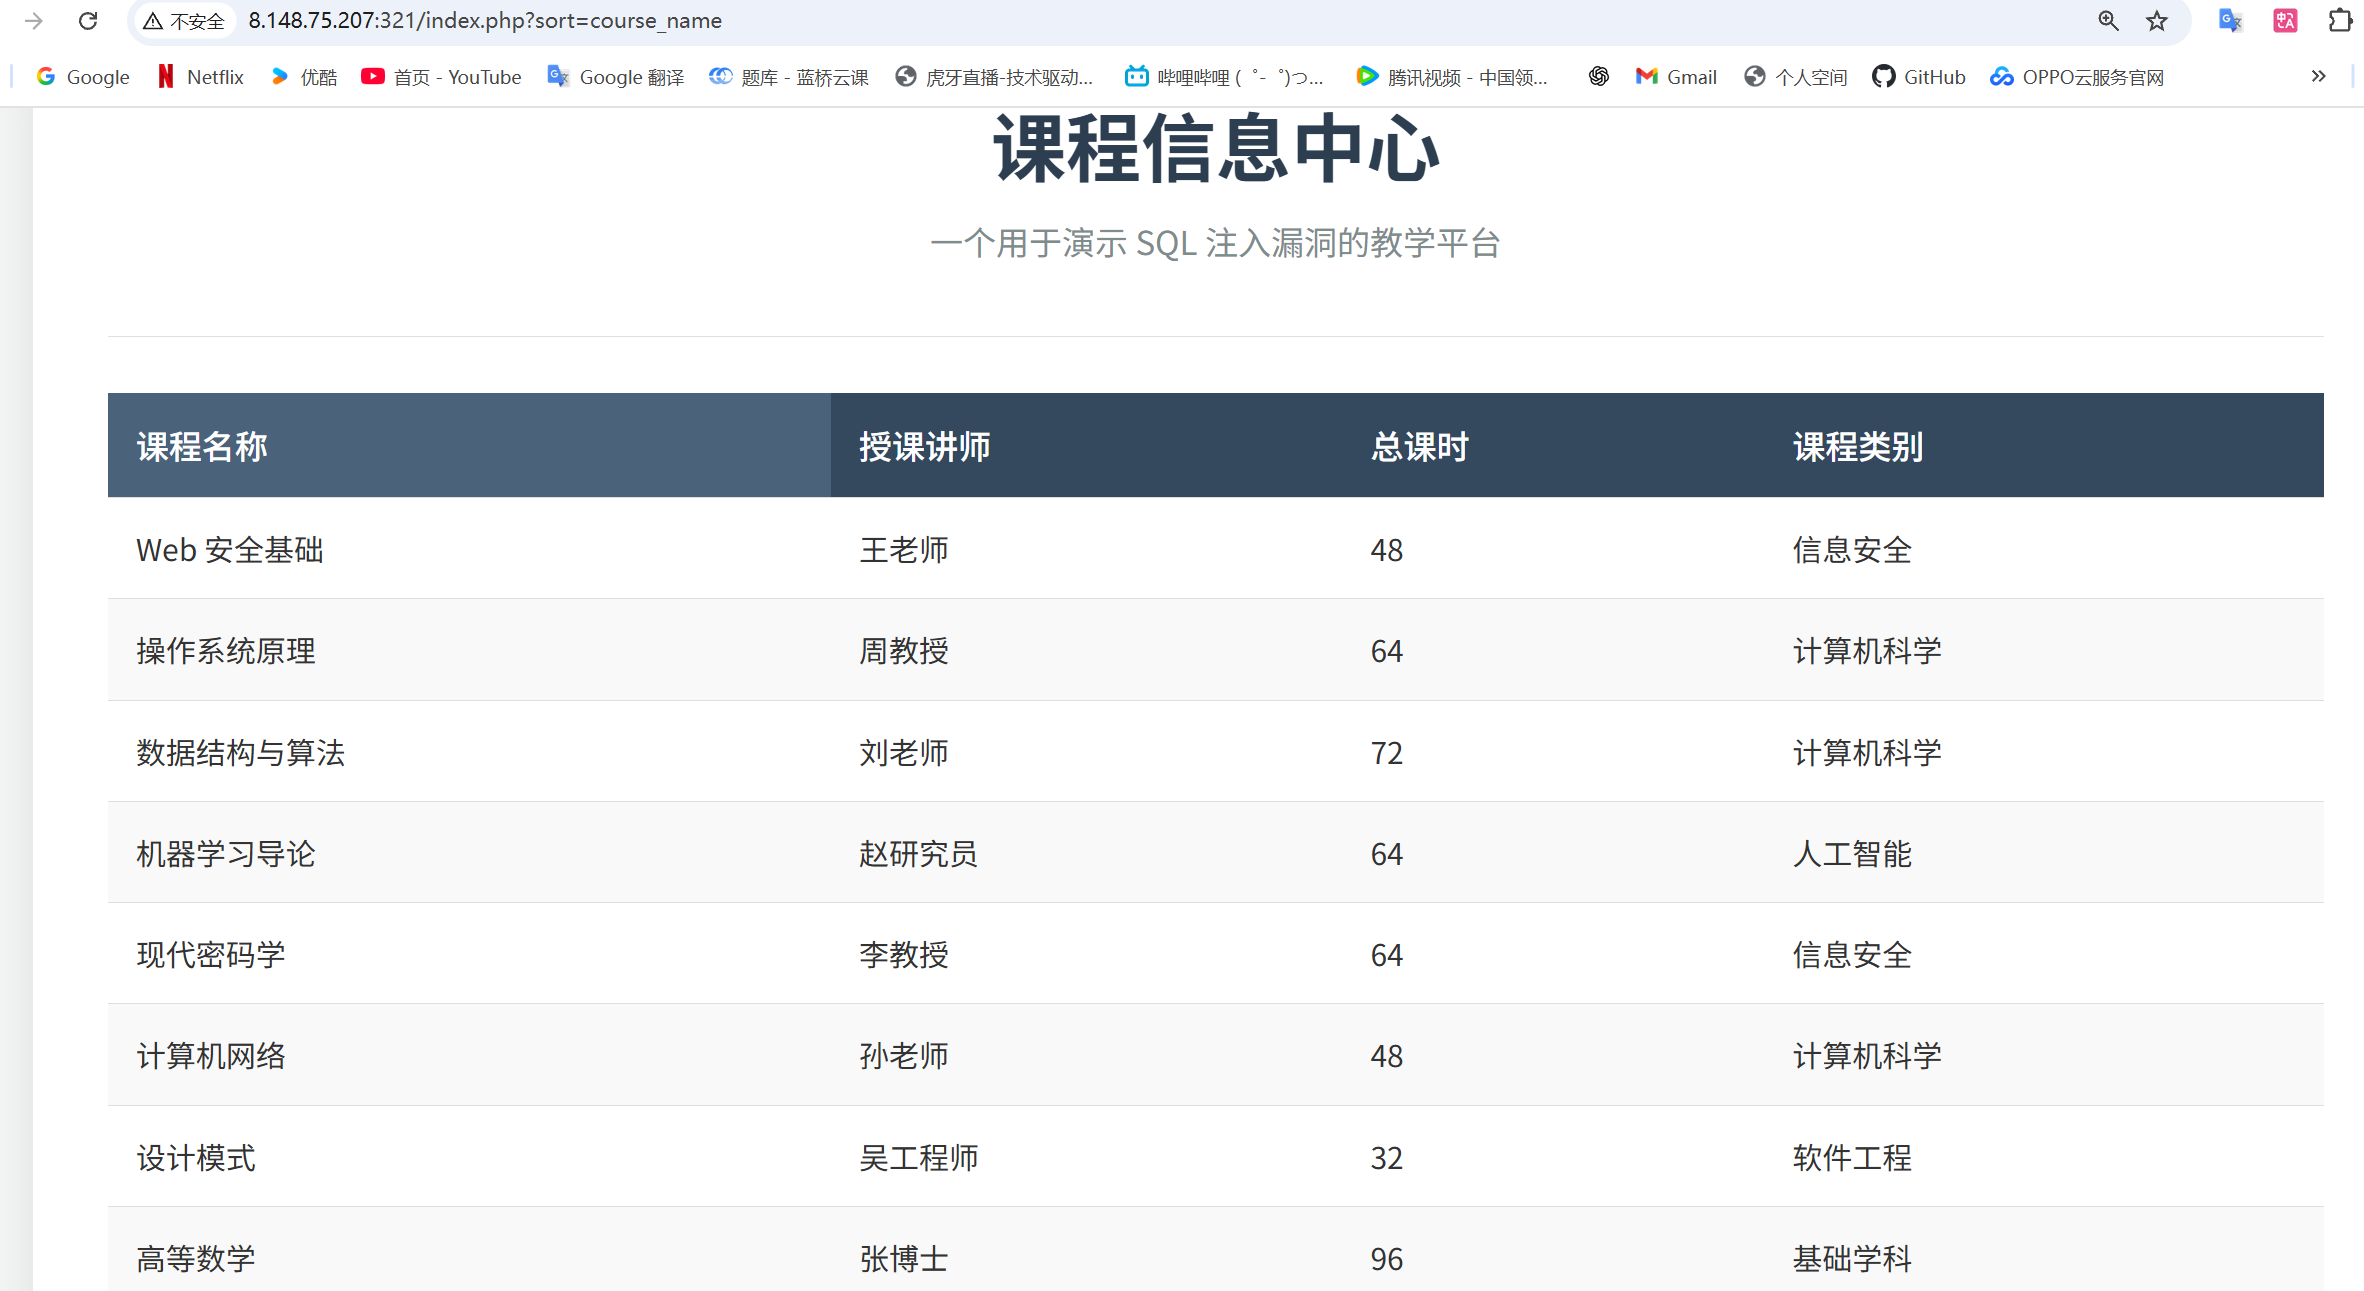 不安全 8.148.75.207:321/index.php?sort=course_name
Google Netflix 优酷 首页 - YouTube Google 翻译 题库 - 蓝桥云课 虎牙直播-技术驱动... 哔哩哔哩 ( ゜- ゜)つ... 腾讯视频 - 中国领... Gmail 个人空间 GitHub OPPO云服务官网
课程信息中心
一个用于演示 SQL 注入漏洞的教学平台
课程名称 授课讲师 总课时 课程类别
Web 安全基础 王老师 48 信息安全
操作系统原理 周教授 64 计算机科学
数据结构与算法 刘老师 72 计算机科学
机器学习导论 赵研究员 64 人工智能
现代密码学 李教授 64 信息安全
计算机网络 孙老师 48 计算机科学
设计模式 吴工程师 32 软件工程
高等数学 张博士 96 基础学科